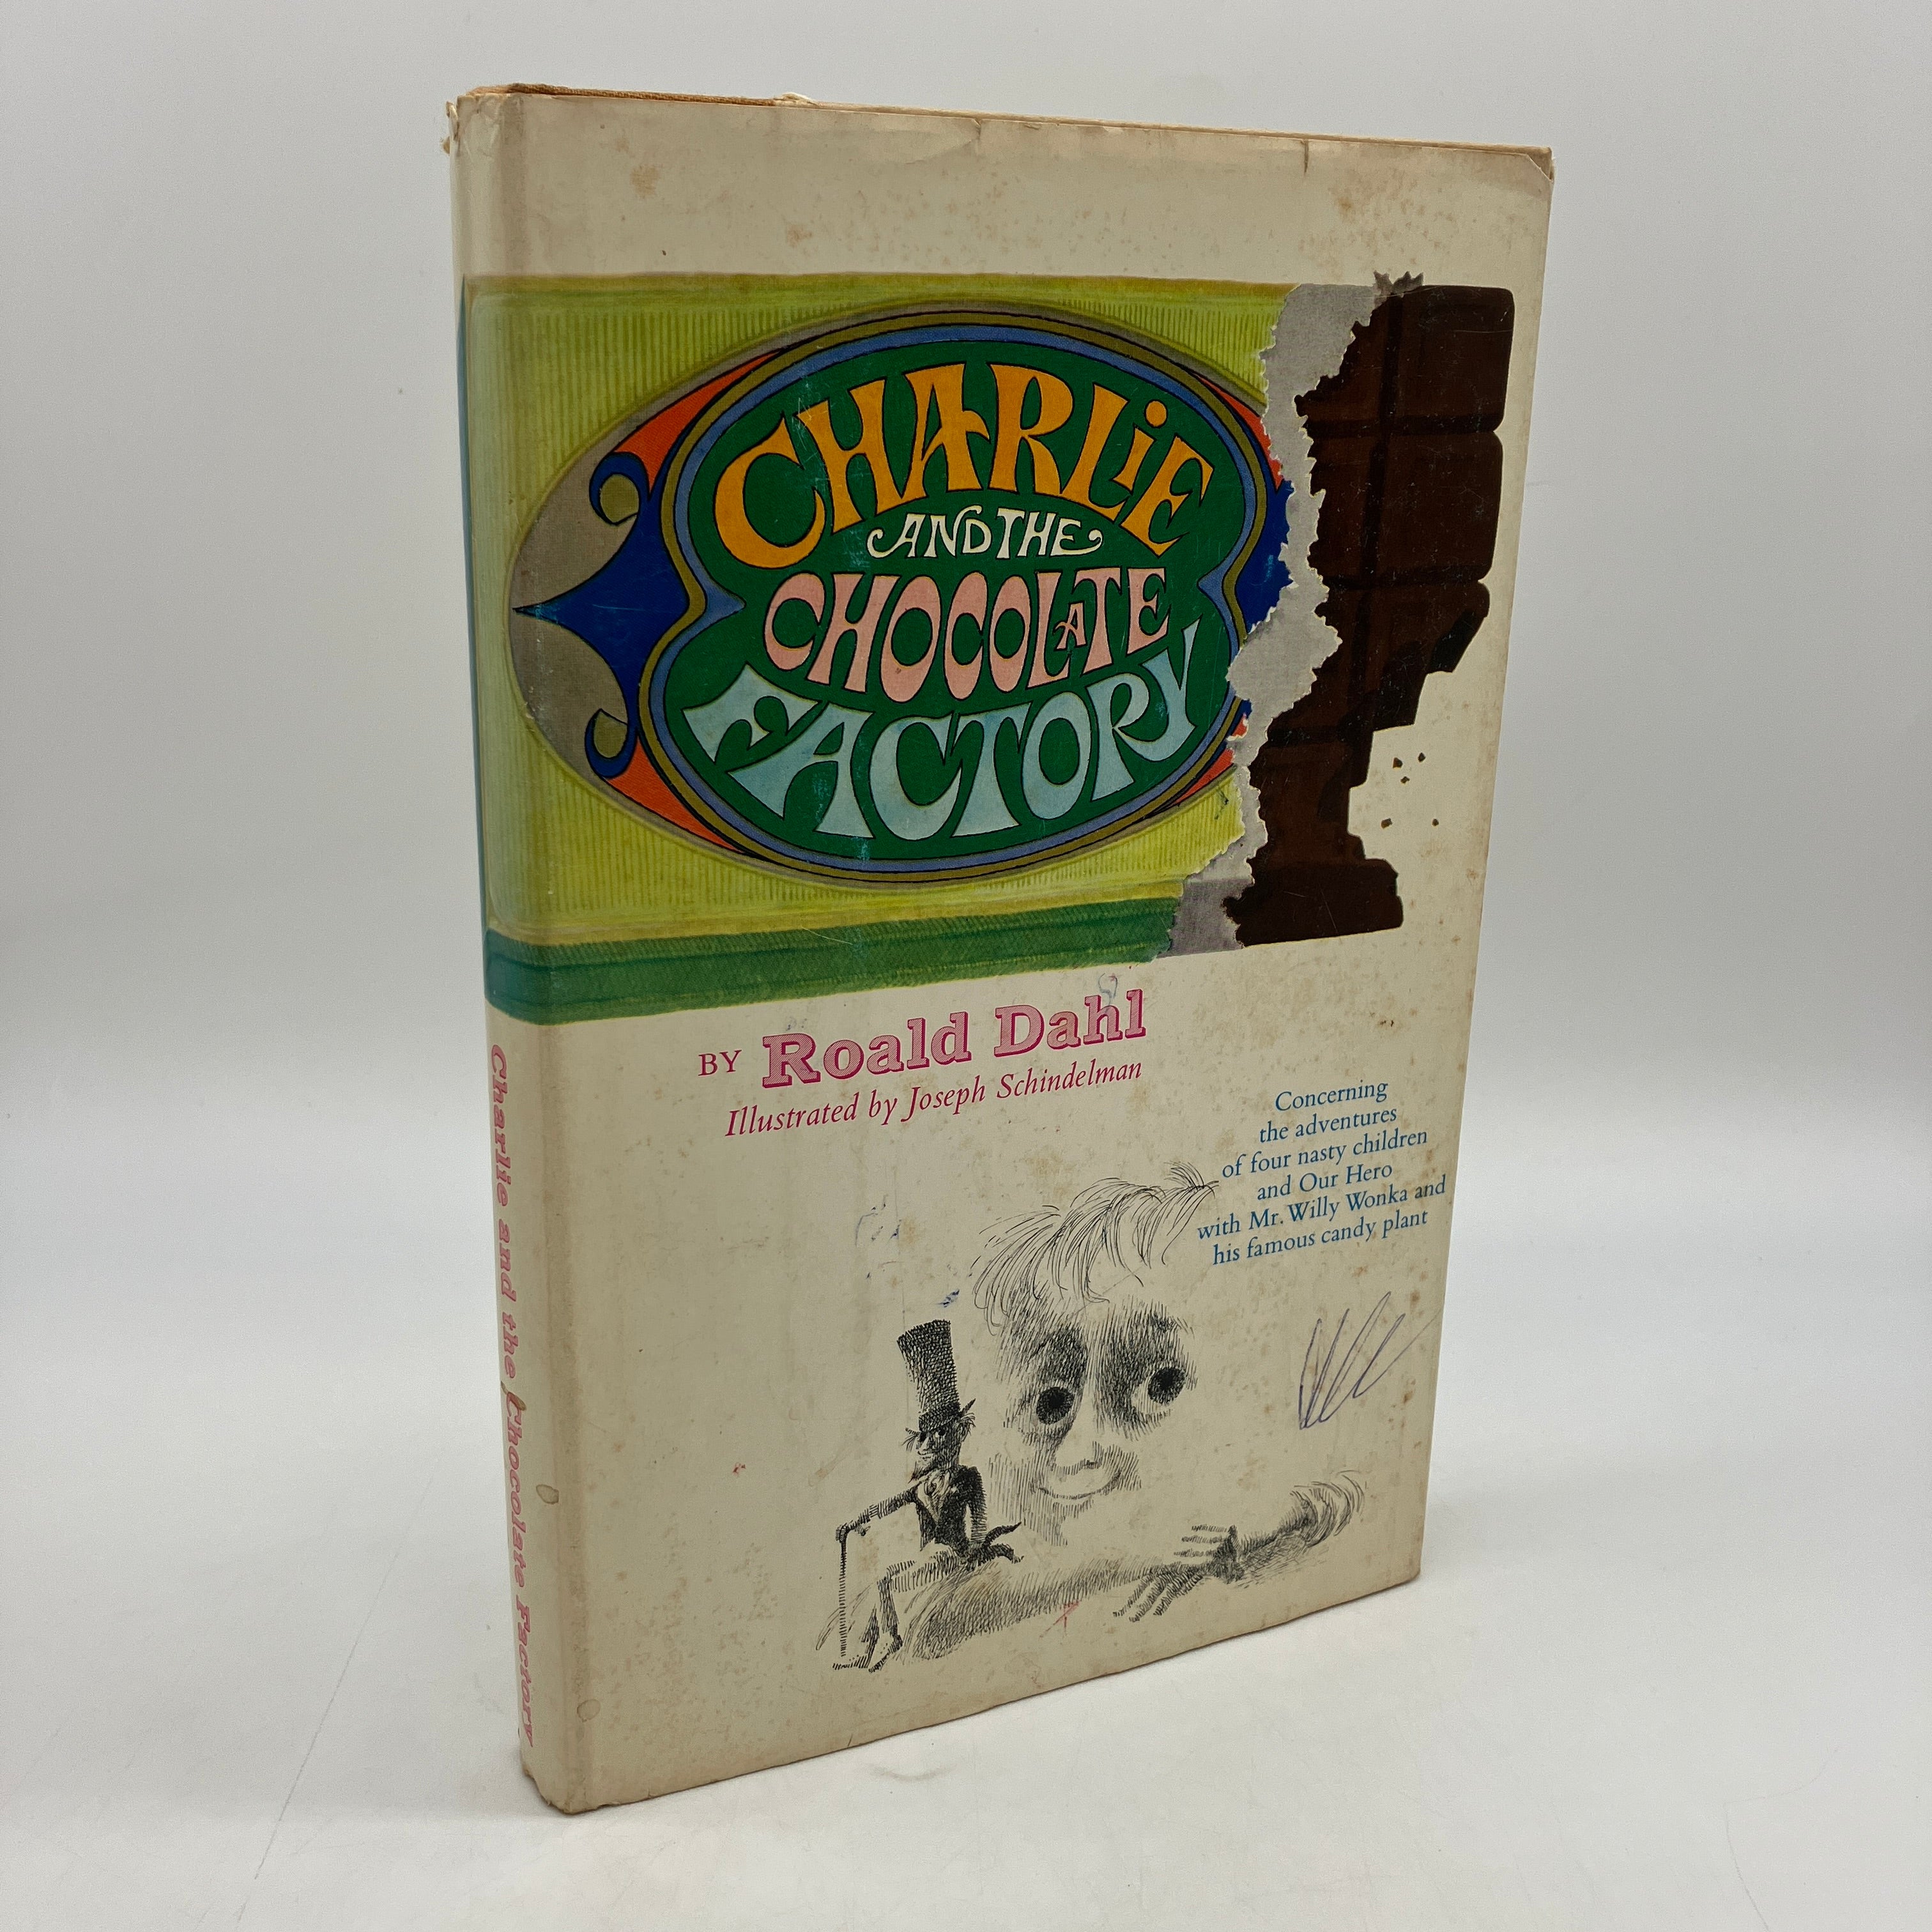 CHARLiE
AND THE
CHOCOLATE
FACTORY
BY Roald Dahl
Illustrated by Joseph Schindelman
Concerning
the adventures
of four nasty children
and Our Hero
with Mr. Willy Wonka and
his famous candy plant
Charlie and the Chocolate Factory